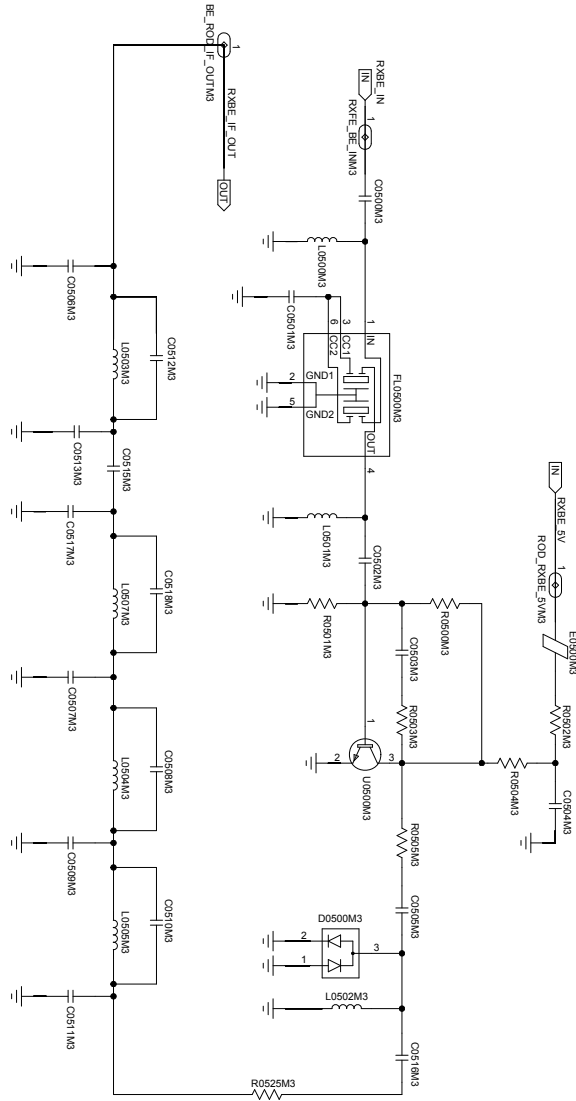 BE_ROD_IF_OUTM3
1
RXBE_IF_OUT
OUT
RXBE_IN
IN
1
RXFE_BE_INM3
C0500M3
L0500M3
C0501M3
FL0500M3
1
IN
3
CC1
6
CC2
GND1
2
GND2
5
OUT
4
L0501M3
C0502M3
R0501M3
R0500M3
C0503M3
R0503M3
1
2
3
U0500M3
RXBE_5V
IN
1
ROD_RXBE_5VM3
E0500M3
R0502M3
C0504M3
R0504M3
R0505M3
C0505M3
D0500M3
2
1
3
L0502M3
C0516M3
R0525M3
C0506M3
L0503M3
C0512M3
C0513M3
C0515M3
C0517M3
L0507M3
C0518M3
C0507M3
L0504M3
C0508M3
C0509M3
L0505M3
C0510M3
C0511M3